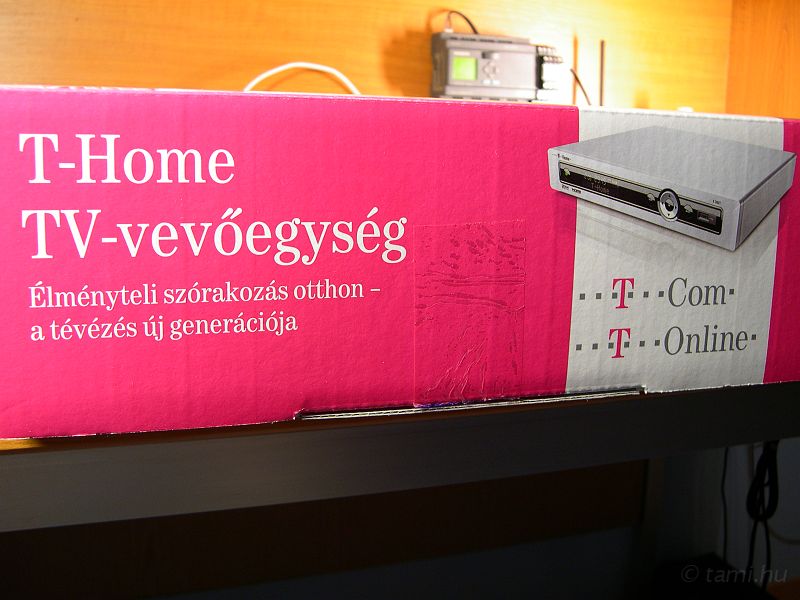 T-Home
TV-vevőegység
Élményteli szórakozás otthon –
a tévézés új generációja
T Com
T Online
© tami.hu